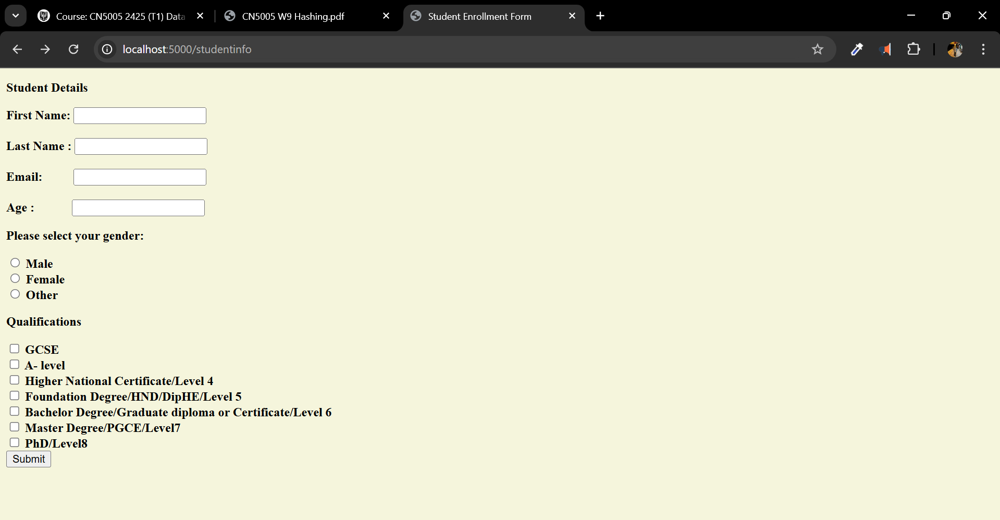 Course: CN5005 2425 (T1) Data
CN5005 W9 Hashing.pdf
Student Enrollment Form
localhost:5000/studentinfo
Student Details
First Name:
Last Name :
Email:
Age :
Please select your gender:
Male
Female
Other
Qualifications
GCSE
A- level
Higher National Certificate/Level 4
Foundation Degree/HND/DipHE/Level 5
Bachelor Degree/Graduate diploma or Certificate/Level 6
Master Degree/PGCE/Level7
PhD/Level8
Submit